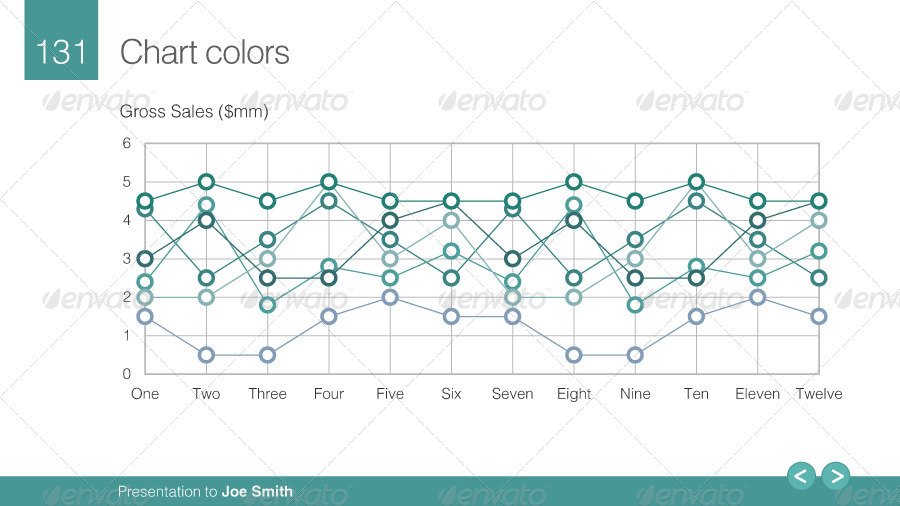 131
Chart colors
Gross Sales ($mm)
6
5
4
3
2
1
0
One Two Three Four Five Six Seven Eight Nine Ten Eleven Twelve
Presentation to Joe Smith
< >
envato envato envato envato envato
envato envato envato envato envato
envato envato envato envato envato